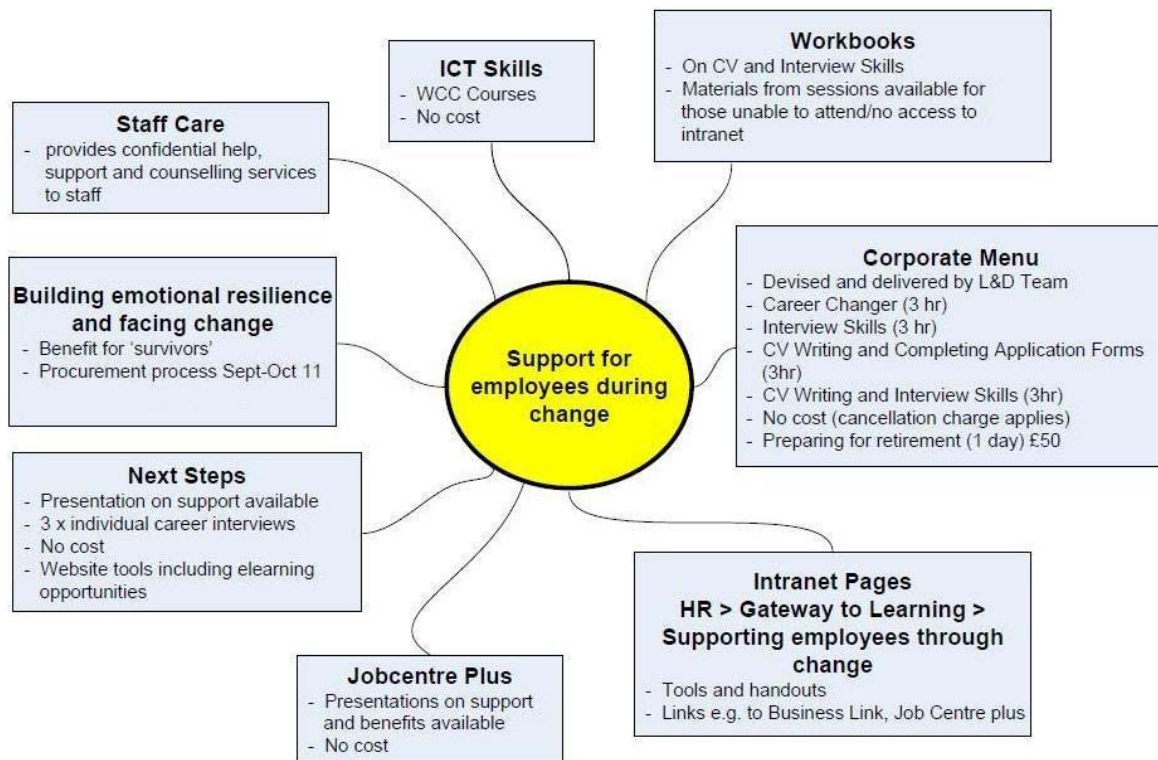 Workbooks
- On CV and Interview Skills
- Materials from sessions available for
those unable to attend/no access to
intranet
ICT Skills
- WCC Courses
- No cost
Staff Care
- provides confidential help,
support and counselling services
to staff
Corporate Menu
- Devised and delivered by L&D Team
- Career Changer (3 hr)
- Interview Skills (3 hr)
- CV Writing and Completing Application Forms
(3hr)
- CV Writing and Interview Skills (3hr)
- No cost (cancellation charge applies)
- Preparing for retirement (1 day) £50
Building emotional resilience
and facing change
- Benefit for ‘survivors’
- Procurement process Sept-Oct 11
Support for
employees during
change
Next Steps
- Presentation on support available
- 3 x individual career interviews
- No cost
- Website tools including elearning
opportunities
Intranet Pages
HR > Gateway to Learning >
Supporting employees through
change
- Tools and handouts
- Links e.g. to Business Link, Job Centre plus
Jobcentre Plus
- Presentations on support
and benefits available
- No cost